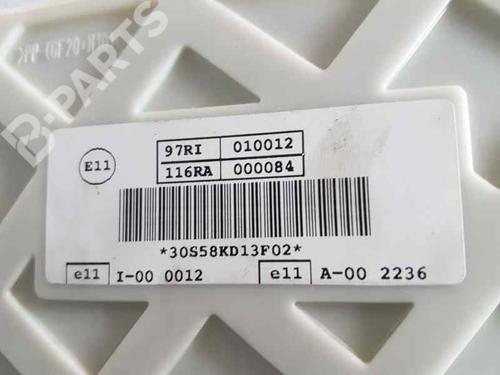 B-PARTS
E11
97RI 010012
116RA 000084
*30S58KD13F02*
e11 I-00 0012 e11 A-00 2236